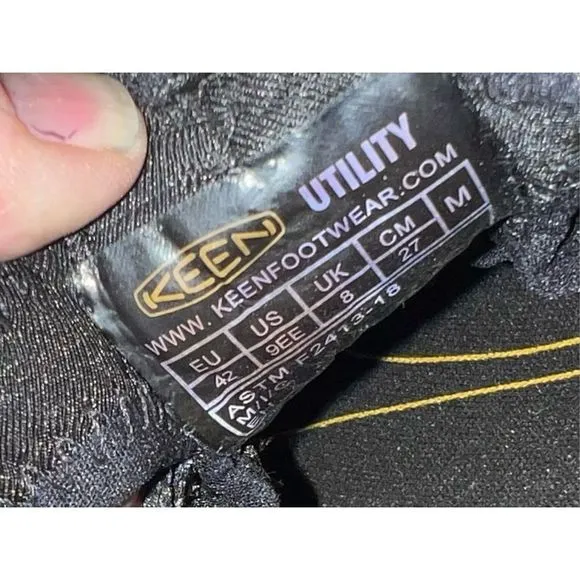 KEEN UTILITY
WWW. KEENFOOTWEAR.COM
EU US UK CM M
42 9EE 8 27
ASTM F2413-18
M/I/C